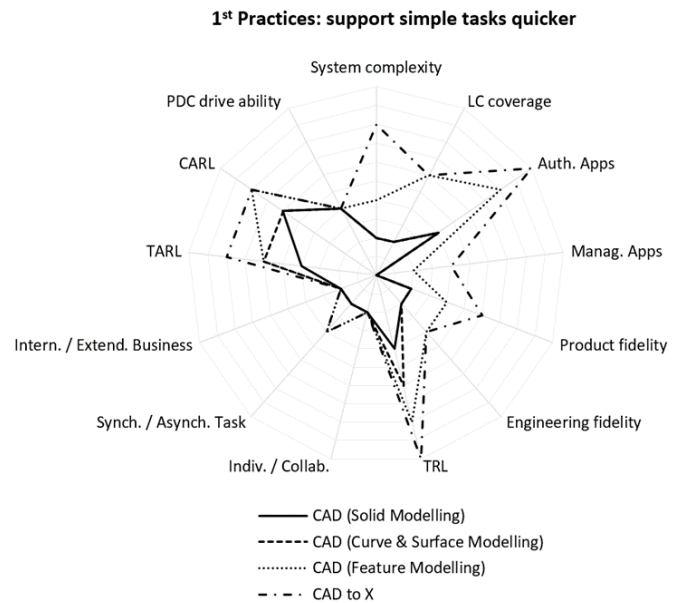 1st Practices: support simple tasks quicker
System complexity
PDC drive ability
LC coverage
CARL
Auth. Apps
TARL
Manag. Apps
Intern. / Extend. Business
Product fidelity
Synch. / Asynch. Task
Engineering fidelity
Indiv. / Collab.
TRL
CAD (Solid Modelling)
CAD (Curve & Surface Modelling)
CAD (Feature Modelling)
CAD to X